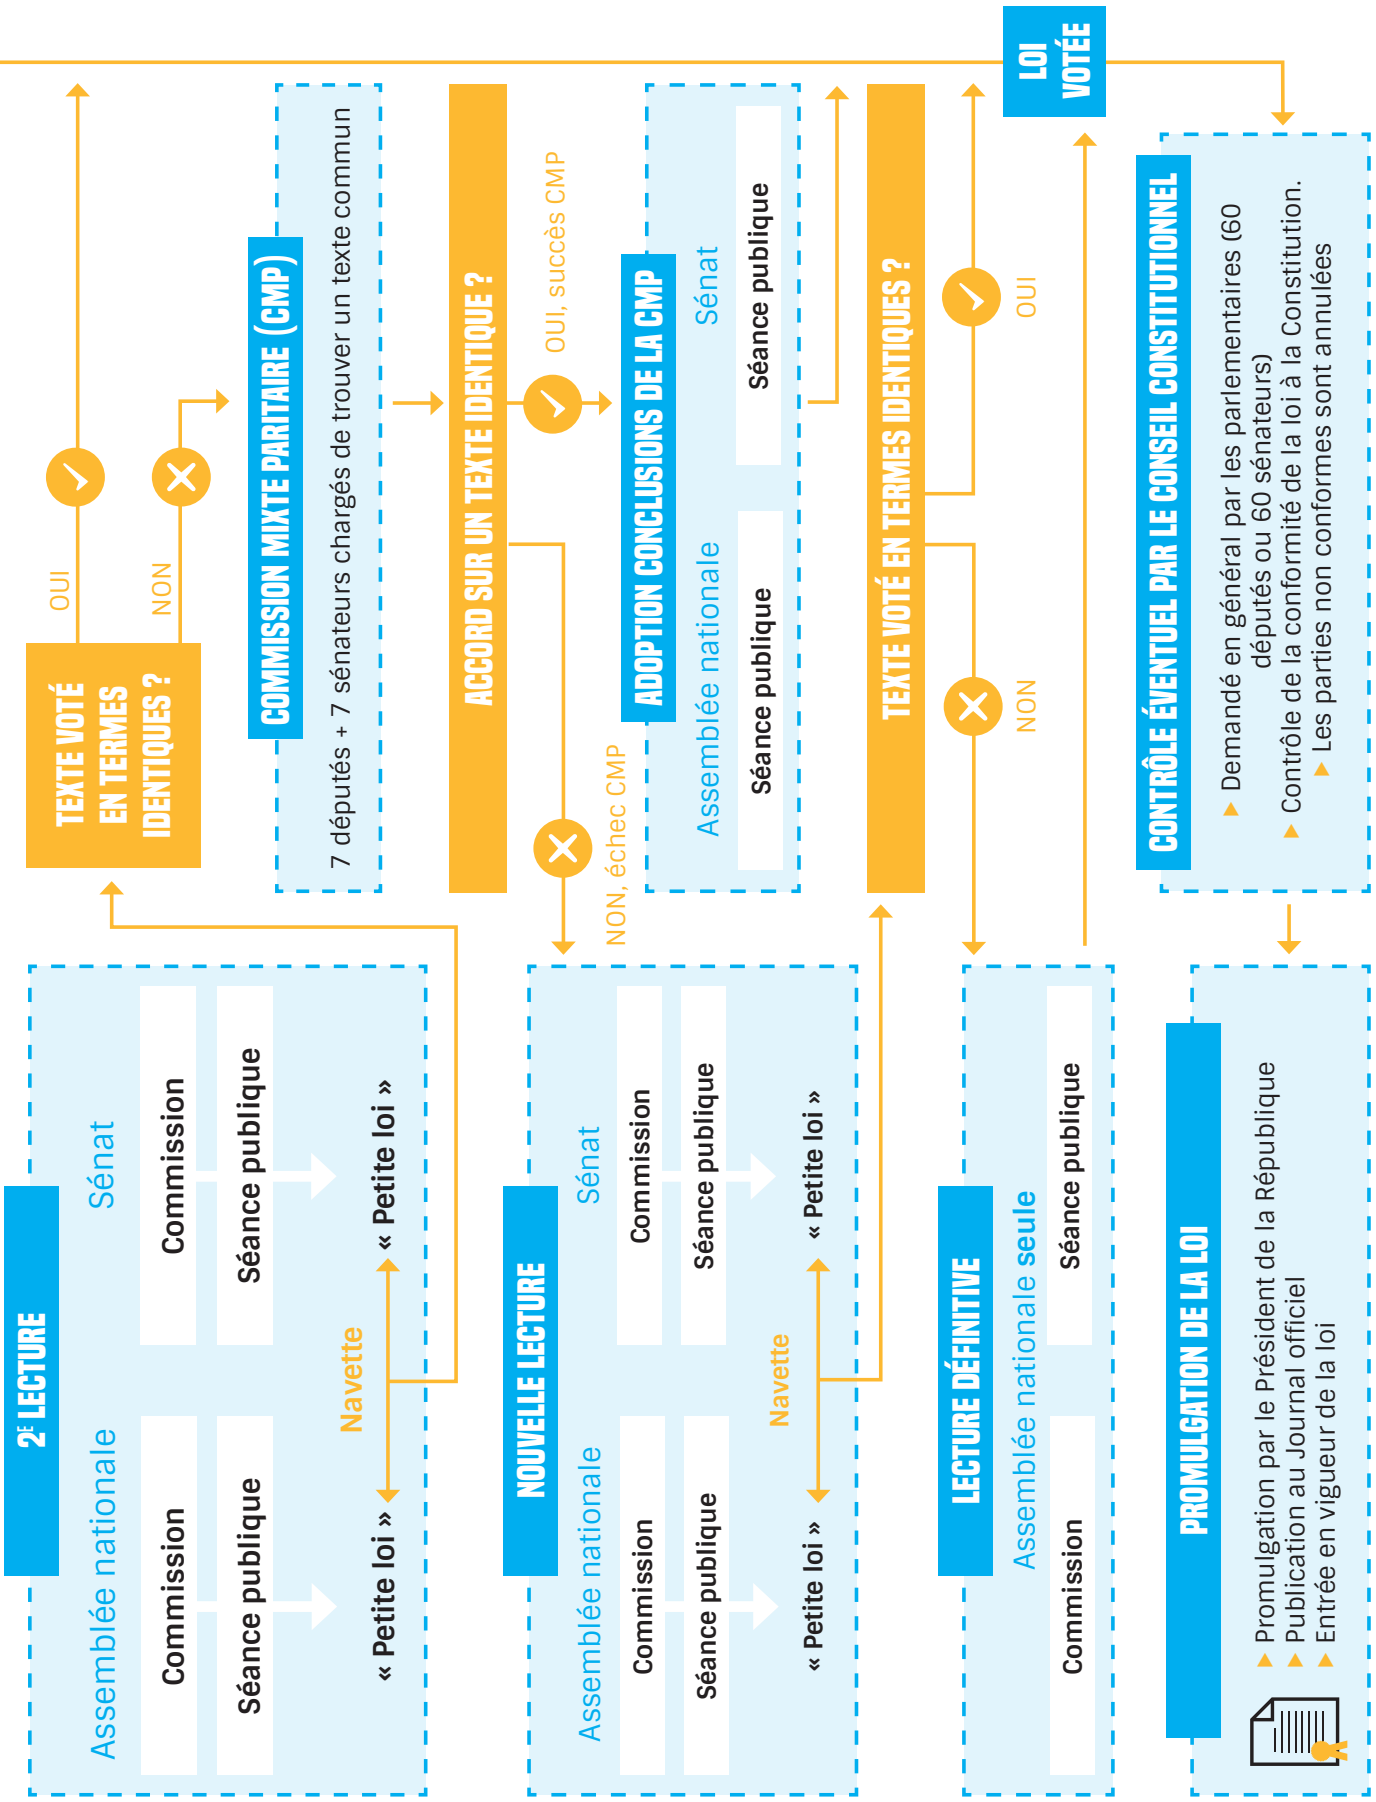 2E LECTURE
Assemblée nationale
Sénat
Commission
Commission
Séance publique
Séance publique
Navette
« Petite loi »
« Petite loi »
TEXTE VOTÉ
EN TERMES
IDENTIQUES ?
OUI
NON
COMMISSION MIXTE PARITAIRE (CMP)
7 députés + 7 sénateurs chargés de trouver un texte commun
ACCORD SUR UN TEXTE IDENTIQUE ?
OUI, succès CMP
NON, échec CMP
ADOPTION CONCLUSIONS DE LA CMP
Assemblée nationale
Sénat
Séance publique
Séance publique
NOUVELLE LECTURE
Assemblée nationale
Sénat
Commission
Commission
Séance publique
Séance publique
Navette
« Petite loi »
« Petite loi »
TEXTE VOTÉ EN TERMES IDENTIQUES ?
NON
OUI
LECTURE DÉFINITIVE
Assemblée nationale seule
Commission
Séance publique
LOI
VOTÉE
CONTRÔLE ÉVENTUEL PAR LE CONSEIL CONSTITUTIONNEL
Demandé en général par les parlementaires (60
députés ou 60 sénateurs)
Contrôle de la conformité de la loi à la Constitution.
Les parties non conformes sont annulées
PROMULGATION DE LA LOI
Promulgation par le Président de la République
Publication au Journal officiel
Entrée en vigueur de la loi